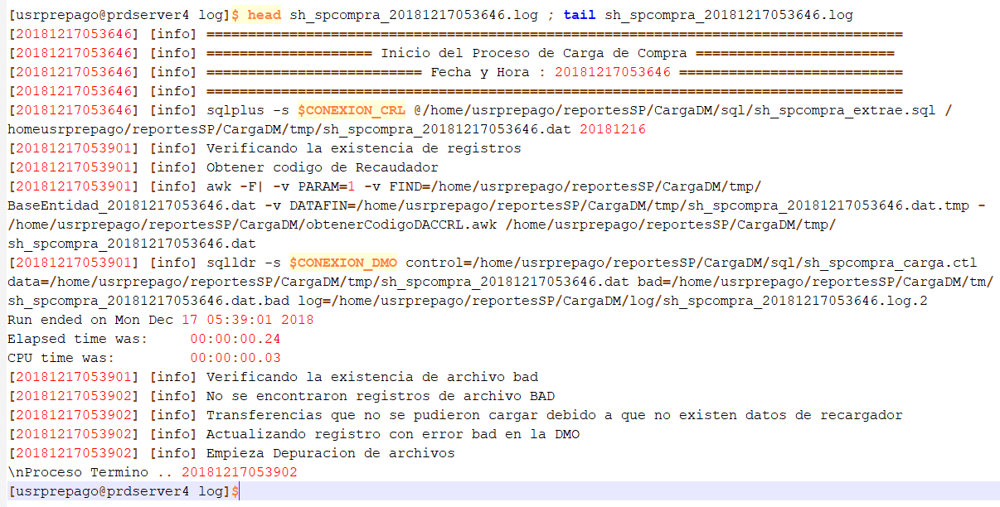 [usrprepago@prdserver4 log]$ head sh_spcompra_20181217053646.log ; tail sh_spcompra_20181217053646.log
[20181217053646] [info] ====================================================================================
[20181217053646] [info] ==================== Inicio del Proceso de Carga de Compra ========================
[20181217053646] [info] ========================== Fecha y Hora : 20181217053646 ===========================
[20181217053646] [info] ====================================================================================
[20181217053646] [info] sqlplus -s $CONEXION_CRL @/home/usrprepago/reportesSP/CargaDM/sql/sh_spcompra_extrae.sql /
homeusrprepago/reportesSP/CargaDM/tmp/sh_spcompra_20181217053646.dat 20181216
[20181217053901] [info] Verificando la existencia de registros
[20181217053901] [info] Obtener codigo de Recaudador
[20181217053901] [info] awk -F| -v PARAM=1 -v FIND=/home/usrprepago/reportesSP/CargaDM/tmp/
BaseEntidad_20181217053646.dat -v DATAFIN=/home/usrprepago/reportesSP/CargaDM/tmp/sh_spcompra_20181217053646.dat.tmp -
/home/usrprepago/reportesSP/CargaDM/obtenerCodigoDACCRL.awk /home/usrprepago/reportesSP/CargaDM/tmp/
sh_spcompra_20181217053646.dat
[20181217053901] [info] sqlldr -s $CONEXION_DMO control=/home/usrprepago/reportesSP/CargaDM/sql/sh_spcompra_carga.ctl
data=/home/usrprepago/reportesSP/CargaDM/tmp/sh_spcompra_20181217053646.dat bad=/home/usrprepago/reportesSP/CargaDM/tm/
sh_spcompra_20181217053646.dat.bad log=/home/usrprepago/reportesSP/CargaDM/log/sh_spcompra_20181217053646.log.2
Run ended on Mon Dec 17 05:39:01 2018
Elapsed time was:     00:00:00.24
CPU time was:         00:00:00.03
[20181217053901] [info] Verificando la existencia de archivo bad
[20181217053902] [info] No se encontraron registros de archivo BAD
[20181217053902] [info] Transferencias que no se pudieron cargar debido a que no existen datos de recargador
[20181217053902] [info] Actualizando registro con error bad en la DMO
[20181217053902] [info] Empieza Depuracion de archivos
\nProceso Termino .. 20181217053902
[usrprepago@prdserver4 log]$